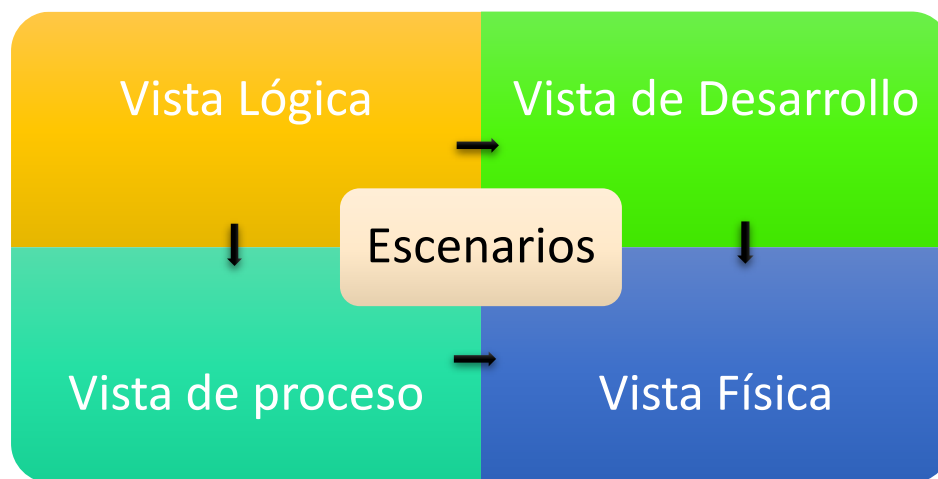 Vista Lógica
Vista de Desarrollo
Escenarios
Vista de proceso
Vista Física